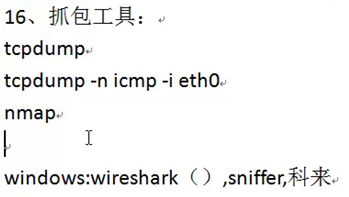 16、抓包工具：
tcpdump
tcpdump -n icmp -i eth0
nmap
windows:wireshark（）,sniffer,科来